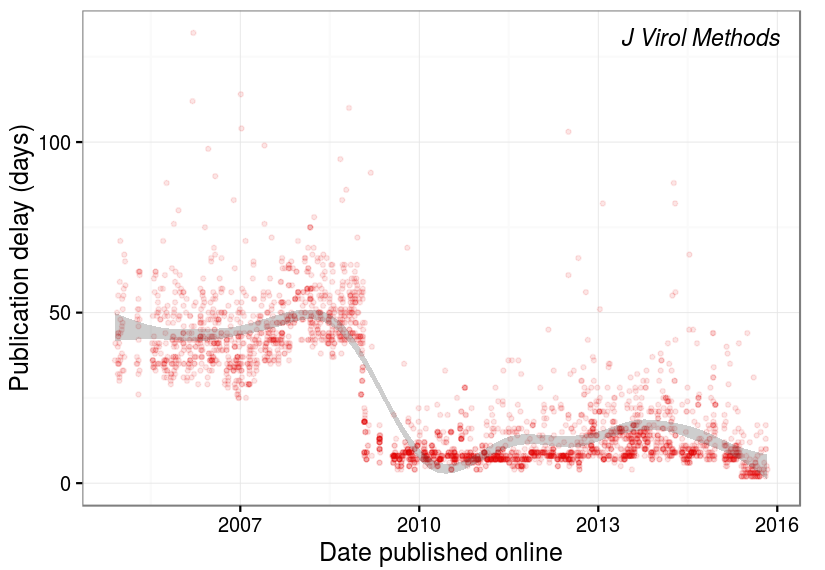 J Virol Methods
Publication delay (days)
100
50
0
2007 2010 2013 2016
Date published online